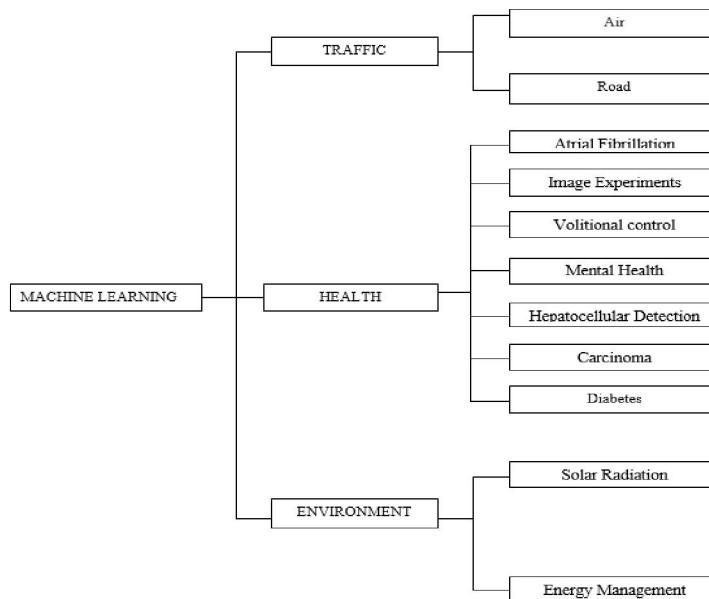 Air
TRAFFIC
Road
Atrial Fibrillation
Image Experiments
Volitional control
Mental Health
MACHINE LEARNING
HEALTH
Hepatocellular Detection
Carcinoma
Diabetes
Solar Radiation
ENVIRONMENT
Energy Management